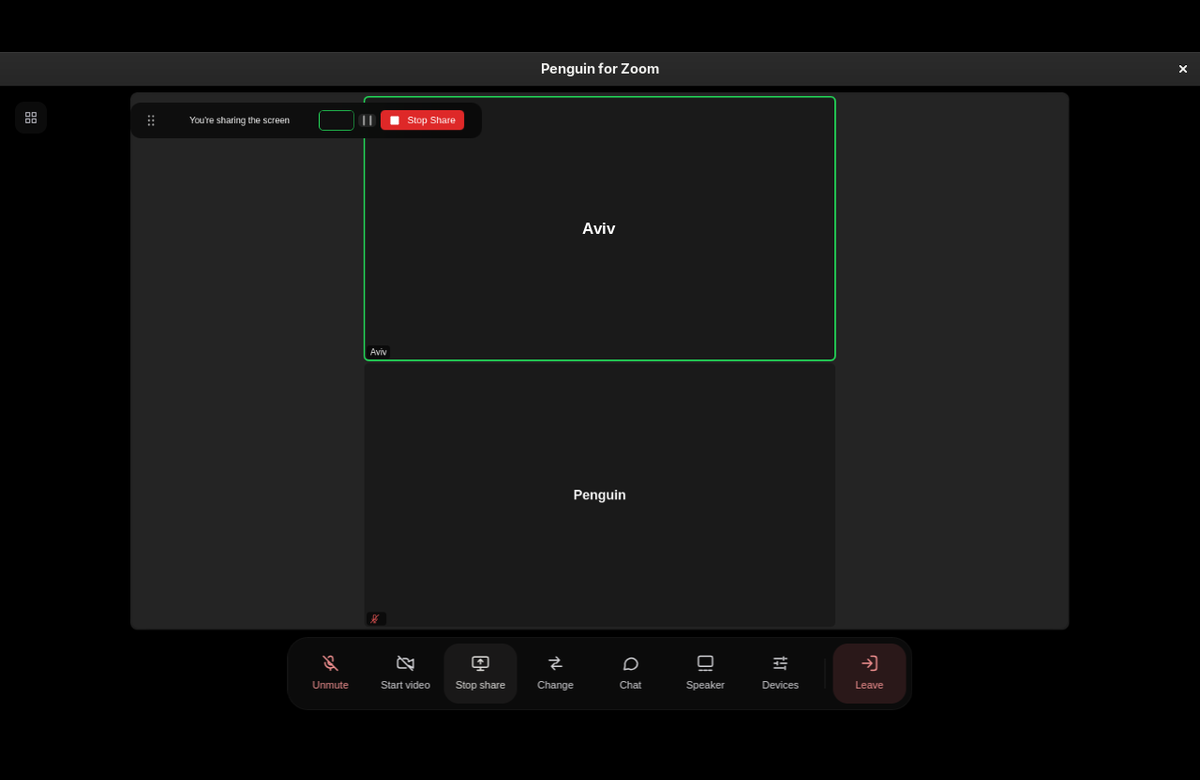 Penguin for Zoom
You're sharing the screen
Stop Share
Aviv
Aviv
Penguin
Unmute
Start video
Stop share
Change
Chat
Speaker
Devices
Leave